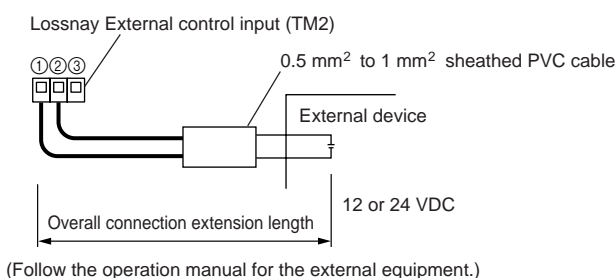 Lossnay External control input (TM2)
①②③
0.5 mm² to 1 mm² sheathed PVC cable
External device
12 or 24 VDC
Overall connection extension length
(Follow the operation manual for the external equipment.)